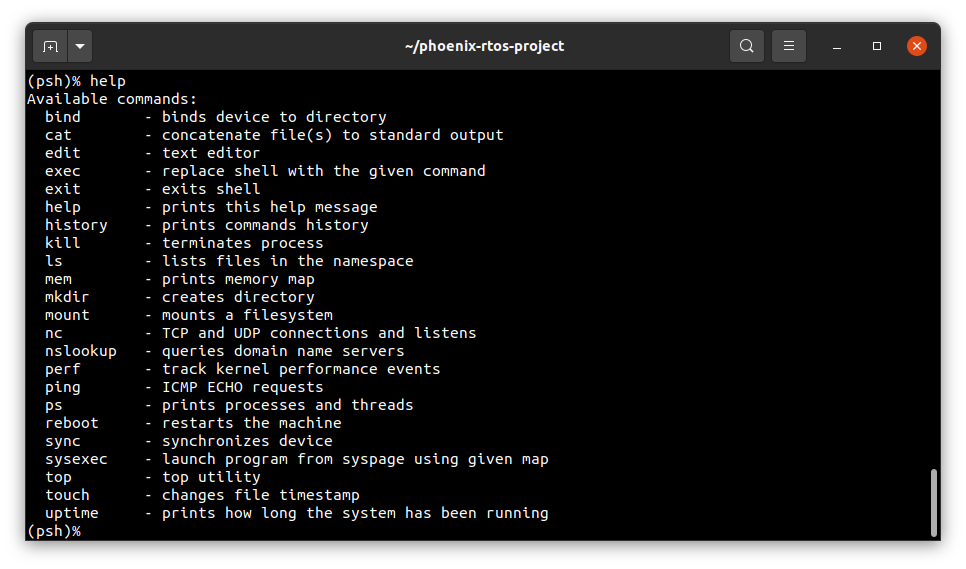 ~/phoenix-rtos-project
(psh)% help
Available commands:
  bind       - binds device to directory
  cat        - concatenate file(s) to standard output
  edit       - text editor
  exec       - replace shell with the given command
  exit       - exits shell
  help       - prints this help message
  history    - prints commands history
  kill       - terminates process
  ls         - lists files in the namespace
  mem        - prints memory map
  mkdir      - creates directory
  mount      - mounts a filesystem
  nc         - TCP and UDP connections and listens
  nslookup   - queries domain name servers
  perf       - track kernel performance events
  ping       - ICMP ECHO requests
  ps         - prints processes and threads
  reboot     - restarts the machine
  sync       - synchronizes device
  sysexec    - launch program from syspage using given map
  top        - top utility
  touch      - changes file timestamp
  uptime     - prints how long the system has been running
(psh)%